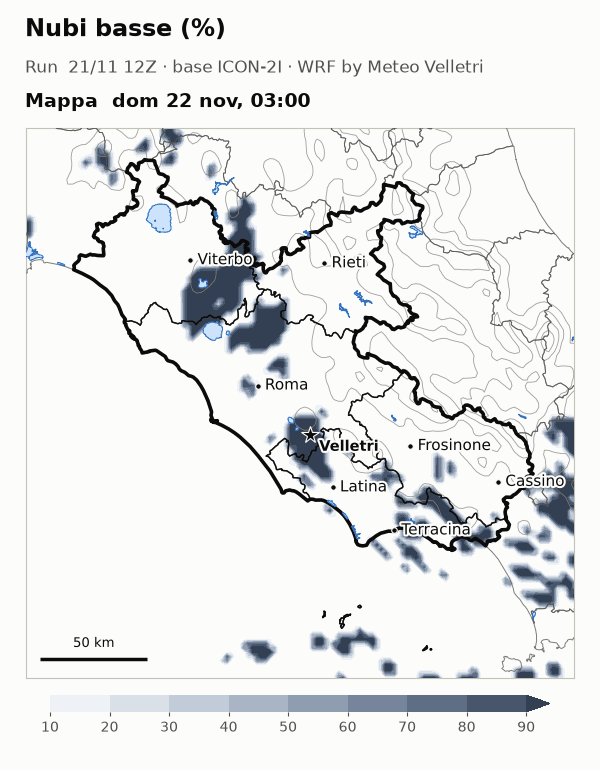 Nubi basse (%)
Run  21/11 12Z · base ICON-2I · WRF by Meteo Velletri
Mappa  dom 22 nov, 03:00
Viterbo
Rieti
Roma
Velletri
Frosinone
Cassino
Latina
Terracina
50 km
10 20 30 40 50 60 70 80 90